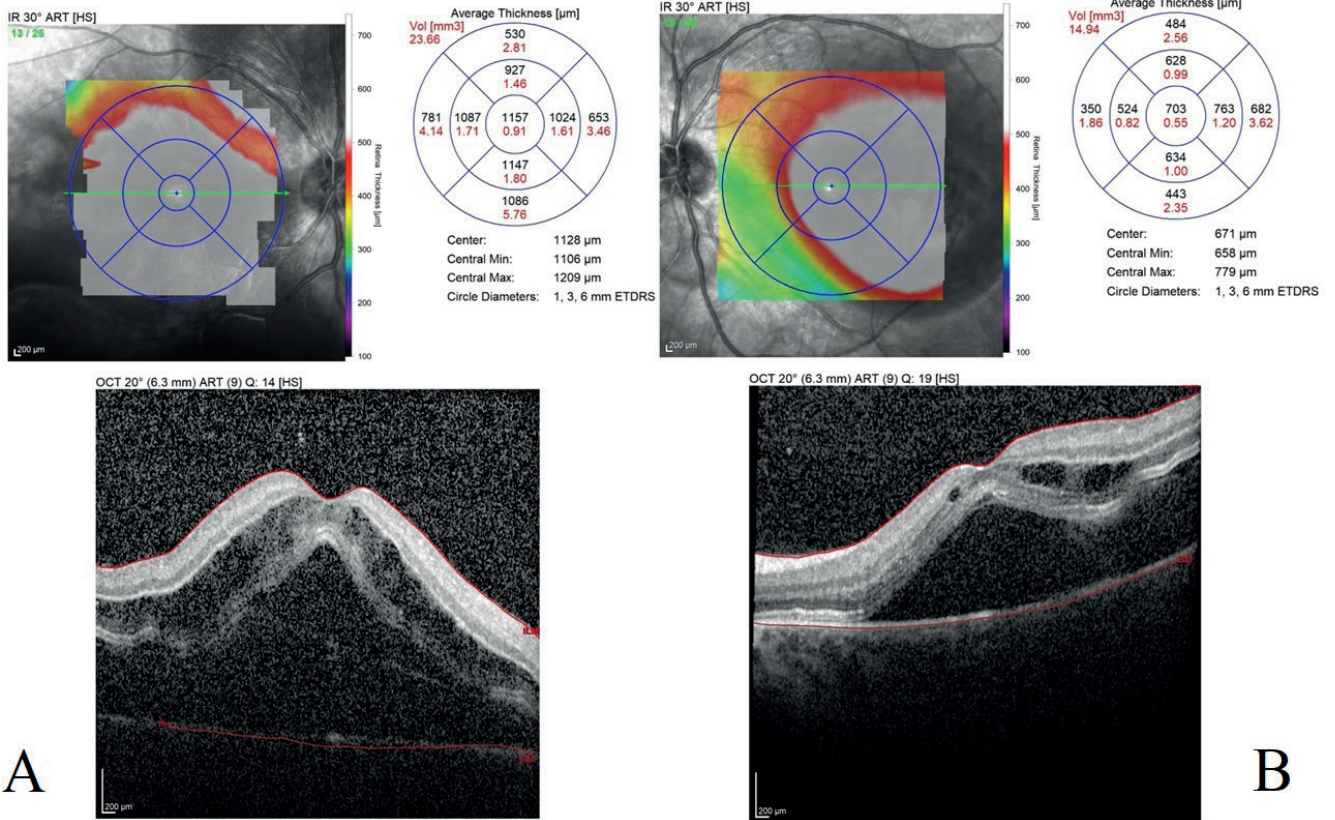 IR 30° ART [HS]
13 / 25
700
600
500
400
300
200
100
Retina Thickness [µm]
200 µm
Average Thickness [µm]
Vol [mm3]
23.66
530
2.81
927
1.46
781 1087 1157 1024 653
4.14 1.71 0.91 1.61 3.46
1147
1.80
1086
5.76
Center: 1128 µm
Central Min: 1106 µm
Central Max: 1209 µm
Circle Diameters: 1, 3, 6 mm ETDRS
IR 30° ART [HS]
700
600
500
400
300
200
100
Retina Thickness [µm]
200 µm
Average Thickness [µm]
Vol [mm3]
14.94
484
2.56
628
0.99
350 524 703 763 682
1.86 0.82 0.55 1.20 3.62
634
1.00
443
2.35
Center: 671 µm
Central Min: 658 µm
Central Max: 779 µm
Circle Diameters: 1, 3, 6 mm ETDRS
OCT 20° (6.3 mm) ART (9) Q: 14 [HS]
200 µm
A
OCT 20° (6.3 mm) ART (9) Q: 19 [HS]
200 µm
B